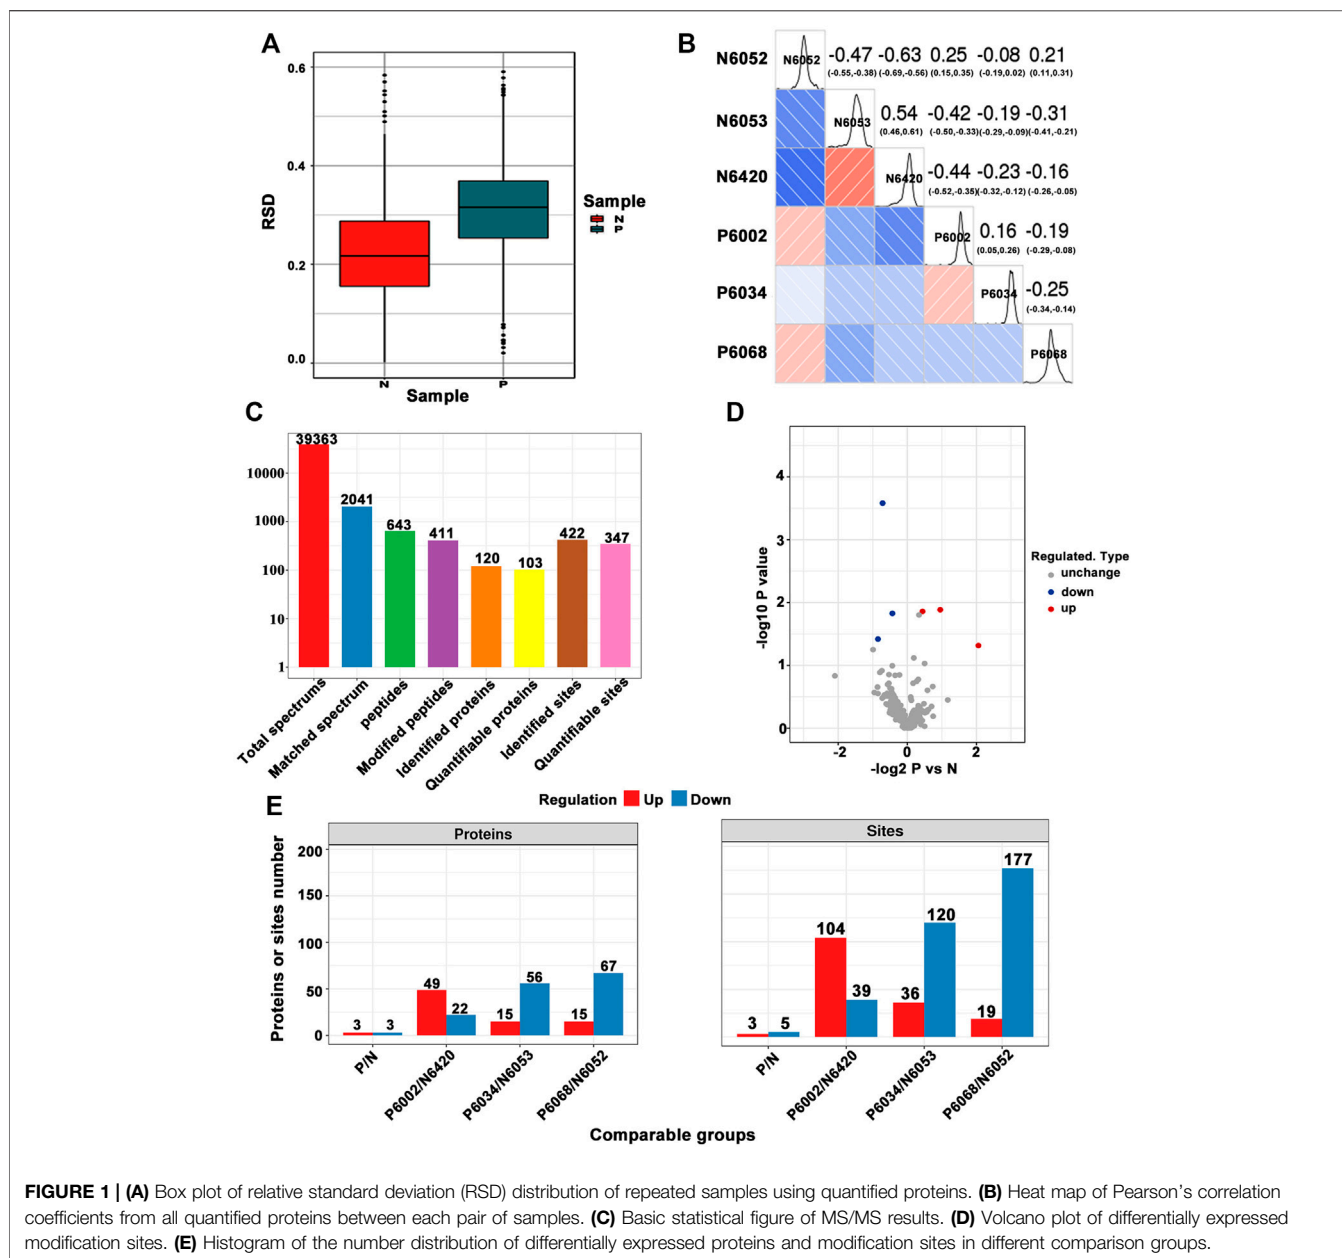 A
0.6
0.4
0.2
0.0
RSD
N
P
Sample
Sample
N
P
B
N6052
N6053
N6420
P6002
P6034
P6068
N6052
-0.47 -0.63 0.25 -0.08 0.21
(-0.55,-0.38) (-0.69,-0.56) (0.15,0.35) (-0.19,0.02) (0.11,0.31)
N6053
0.54 -0.42 -0.19 -0.31
(0.46,0.61) (-0.50,-0.33) (-0.29,-0.09) (-0.41,-0.21)
N6420
-0.44 -0.23 -0.16
(-0.52,-0.35) (-0.32,-0.12) (-0.26,-0.05)
P6002
0.16 -0.19
(0.05,0.26) (-0.29,-0.08)
P6034
-0.25
(-0.34,-0.14)
P6068
C
10000
1000
100
10
1
39363
2041
643
411
120
103
422
347
Total spectrums
Matched spectrum
peptides
Modified peptides
Identified proteins
Quantifiable proteins
Identified sites
Quantifiable sites
D
4
3
2
1
0
-log10 P value
-2
0
2
-log2 P vs N
Regulated. Type
unchange
down
up
E
Regulation Up Down
Proteins or sites number
Proteins
200
150
100
50
0
3 3
49 22
15 56
15 67
P/N
P6002/N6420
P6034/N6053
P6068/N6052
Sites
3 5
104 39
36 120
19 177
P/N
P6002/N6420
P6034/N6053
P6068/N6052
Comparable groups
FIGURE 1 | (A) Box plot of relative standard deviation (RSD) distribution of repeated samples using quantified proteins. (B) Heat map of Pearson's correlation
coefficients from all quantified proteins between each pair of samples. (C) Basic statistical figure of MS/MS results. (D) Volcano plot of differentially expressed
modification sites. (E) Histogram of the number distribution of differentially expressed proteins and modification sites in different comparison groups.